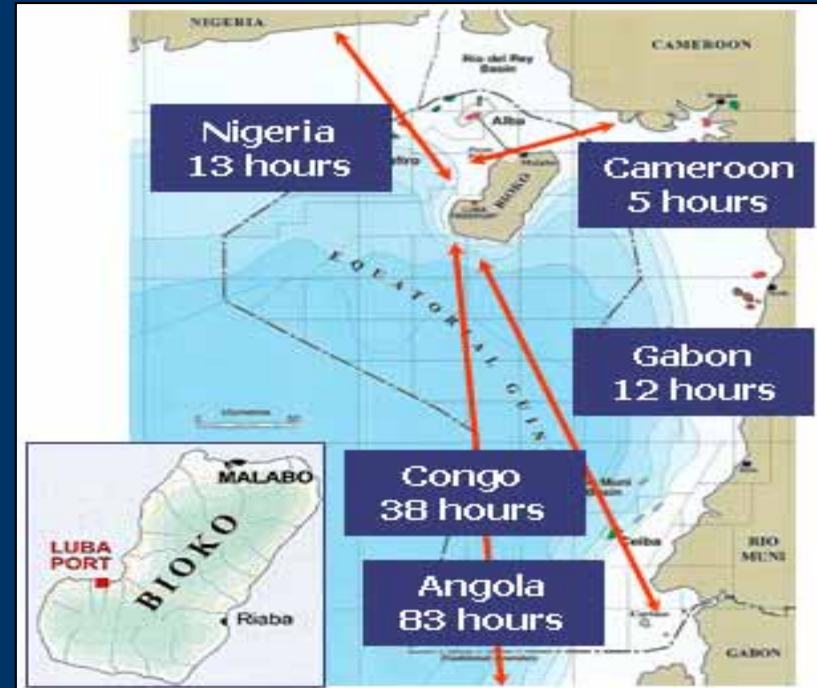 NIGERIA
CAMEROON
Rio del Rey
Basin
Alba
Nigeria
13 hours
Cameroon
5 hours
BIOKO
EQUATORIAL GUIN
Gabon
12 hours
Congo
38 hours
Muni
Ceiba
RIO
MUNI
Angola
83 hours
GABON
MALABO
LUBA
PORT
BIOKO
Riaba